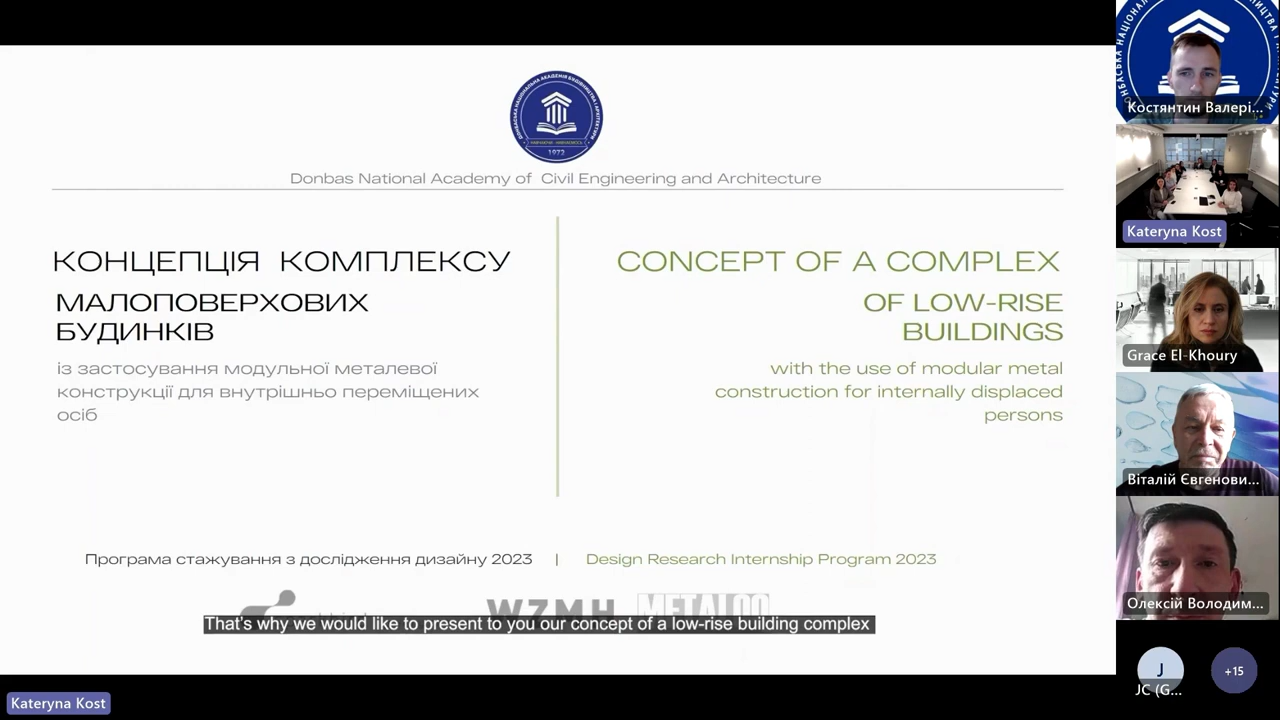 Donbas National Academy of Civil Engineering and Architecture
КОНЦЕПЦІЯ КОМПЛЕКСУ
МАЛОПОВЕРХОВИХ
БУДИНКІВ
із застосування модульної металевої
конструкції для внутрішньо переміщених
осіб
CONCEPT OF A COMPLEX
OF LOW-RISE
BUILDINGS
with the use of modular metal
construction for internally displaced
persons
Програма стажування з дослідження дизайну 2023 | Design Research Internship Program 2023
WZMH
That's why we would like to present to you our concept of a low-rise building complex
Kateryna Kost
1972
Костянтин Валері...
Kateryna Kost
Grace El-Khoury
Віталій Євгенови...
Олексій Володим...
J
JC (G...
+15